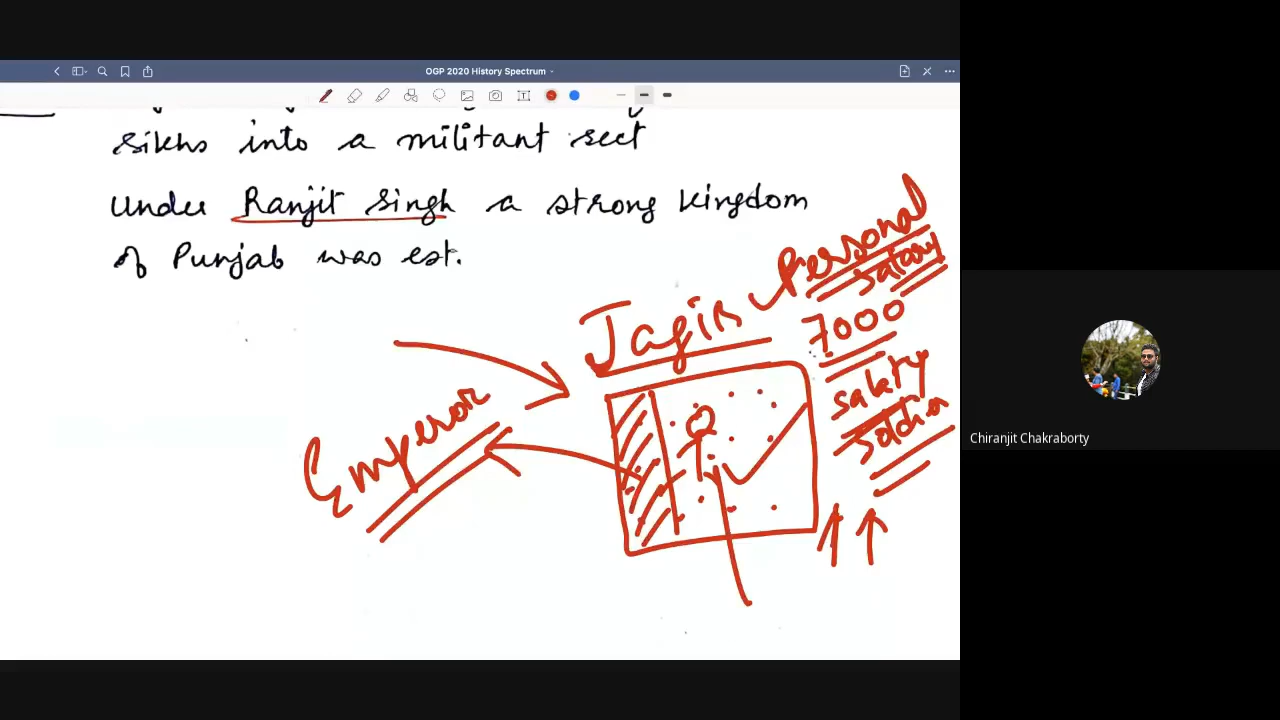 OGP 2020 History Spectrum
sikhs into a militant sect
Under Ranjit Singh a strong kingdom
of Punjab was est.
Personal
salary
Jagir
7000
salary
soldier
Emperor
Chiranjit Chakraborty